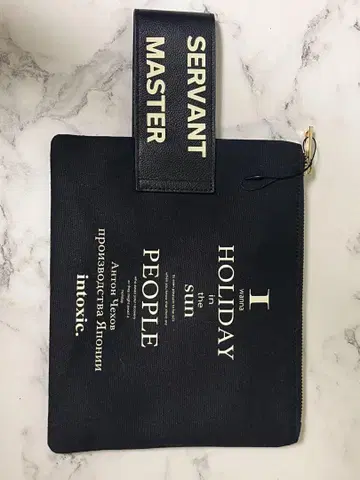 SERVANT
MASTER
I
wanna
HOLIDAY
in
the
sun
PEOPLE
Антон Чехов
производства Японии
intoxic.